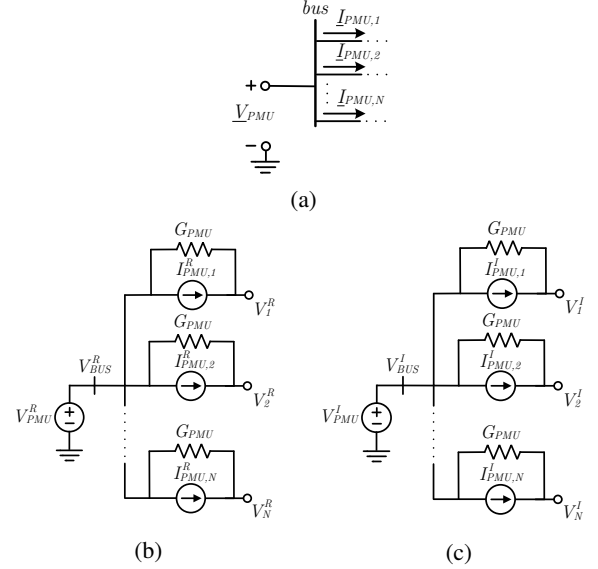 bus
I_PMU,1
I_PMU,2
+
V_PMU
I_PMU,N
−
(a)
G_PMU
I^R_PMU,1
V^R_1
G_PMU
V^R_BUS
I^R_PMU,2
V^R_2
V^R_PMU
+
−
G_PMU
I^R_PMU,N
V^R_N
(b)
G_PMU
I^I_PMU,1
V^I_1
G_PMU
V^I_BUS
I^I_PMU,2
V^I_2
V^I_PMU
+
−
G_PMU
I^I_PMU,N
V^I_N
(c)